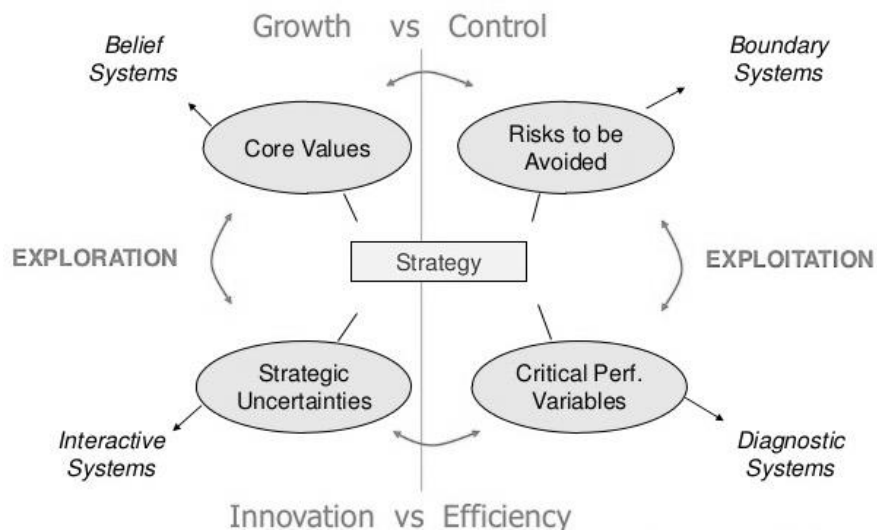 Growth vs Control
Belief
Systems
Boundary
Systems
Core Values
Risks to be
Avoided
EXPLORATION
Strategy
EXPLOITATION
Strategic
Uncertainties
Critical Perf.
Variables
Interactive
Systems
Diagnostic
Systems
Innovation vs Efficiency